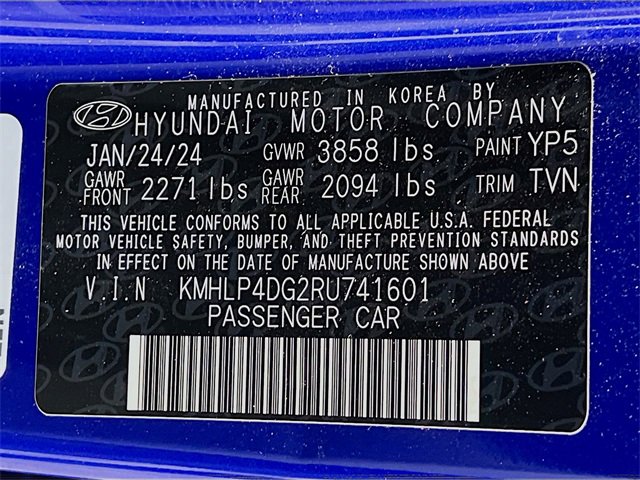 MANUFACTURED IN KOREA BY
HYUNDAI MOTOR COMPANY
JAN/24/24 GVWR 3858 lbs PAINT YP5
GAWR FRONT 2271 lbs GAWR REAR 2094 lbs TRIM TVN
THIS VEHICLE CONFORMS TO ALL APPLICABLE U.S.A. FEDERAL
MOTOR VEHICLE SAFETY, BUMPER, AND THEFT PREVENTION STANDARDS
IN EFFECT ON THE DATE OF MANUFACTURE SHOWN ABOVE.
V.I.N KMHLP4DG2RU741601
PASSENGER CAR